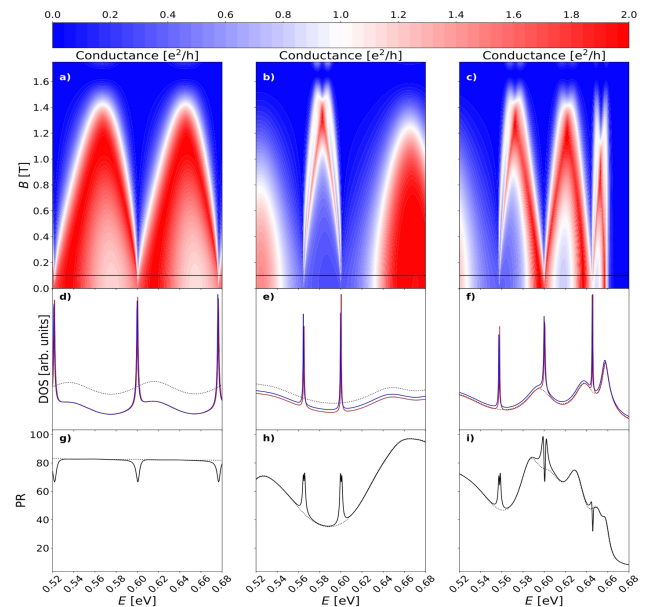 0.0 0.2 0.4 0.6 0.8 1.0 1.2 1.4 1.6 1.8 2.0
Conductance [e²/h] Conductance [e²/h] Conductance [e²/h]
a) b) c)
1.6
1.4
1.2
1.0
0.8
0.6
0.4
0.2
0.0
B [T]
d) e) f)
DOS [arb. units]
g) h) i)
100
80
60
40
20
PR
0.52 0.54 0.56 0.58 0.60 0.62 0.64 0.66 0.68 0.52 0.54 0.56 0.58 0.60 0.62 0.64 0.66 0.68 0.52 0.54 0.56 0.58 0.60 0.62 0.64 0.66 0.68
E [eV] E [eV] E [eV]